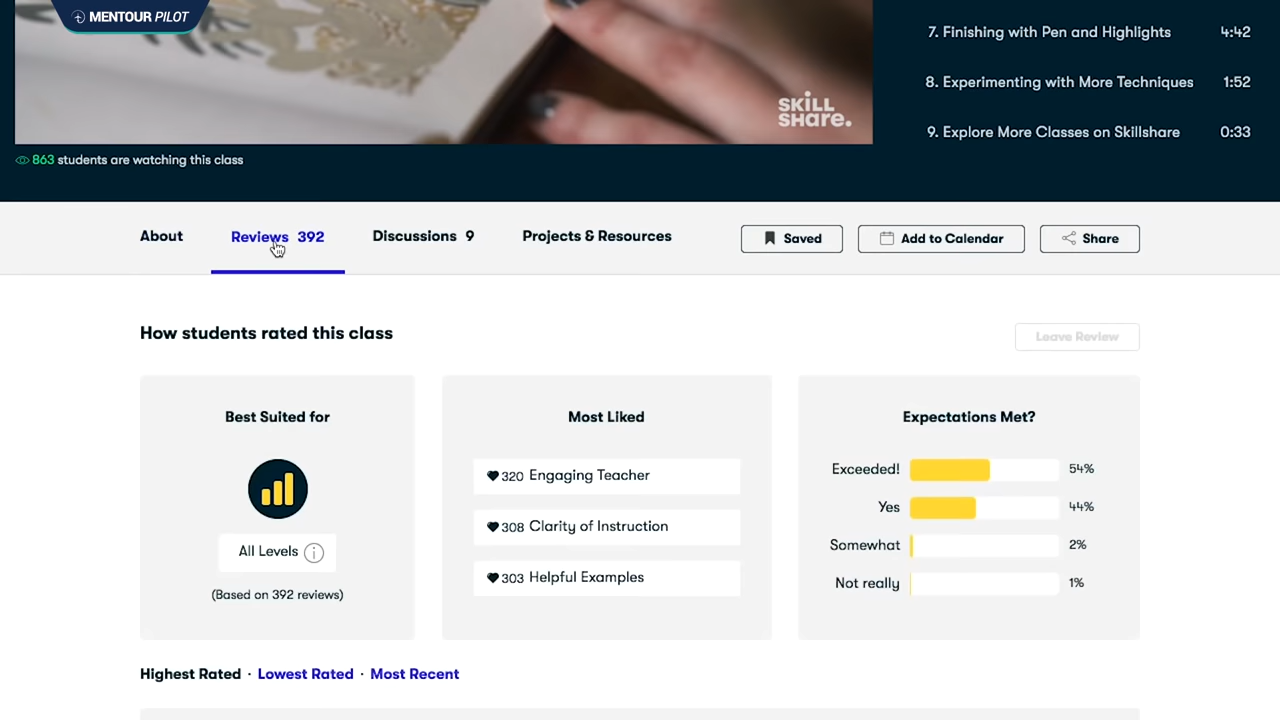 MENTOUR PILOT
SKILL
SHARE.
7. Finishing with Pen and Highlights 4:42
8. Experimenting with More Techniques 1:52
9. Explore More Classes on Skillshare 0:33
863 students are watching this class
About Reviews 392 Discussions 9 Projects & Resources Saved Add to Calendar Share
How students rated this class
Leave Review
Best Suited for
All Levels
(Based on 392 reviews)
Most Liked
320 Engaging Teacher
308 Clarity of Instruction
303 Helpful Examples
Expectations Met?
Exceeded! 54%
Yes 44%
Somewhat 2%
Not really 1%
Highest Rated · Lowest Rated · Most Recent